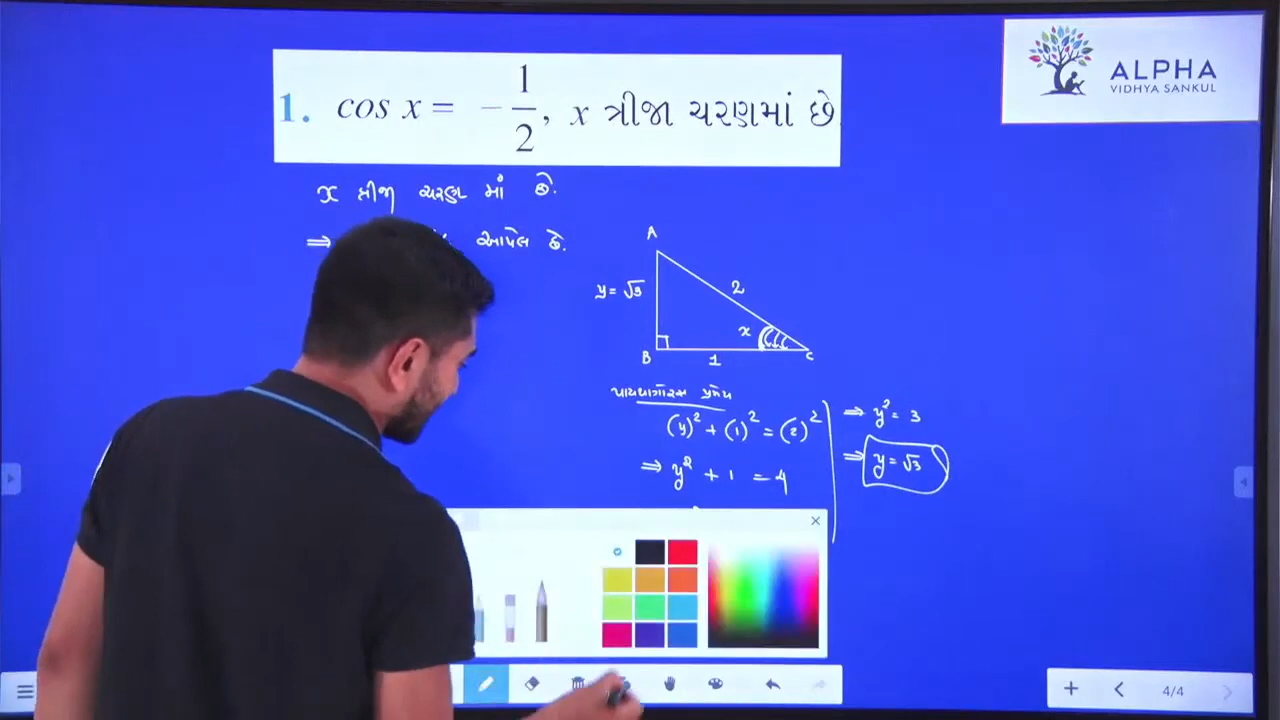 ALPHA
VIDHYA SANKUL
1. cos x = -1/2, x ત્રીજા ચરણમાં છે
x ત્રીજા ચરણ માં છે.
⇒ આપેલ છે.
A
y = √3
2
x
B
1
C
પાયથાગોરસ પ્રમેય
(y)² + (1)² = (2)²
⇒ y² + 1 = 4
⇒ y² = 3
⇒ y = √3
4/4